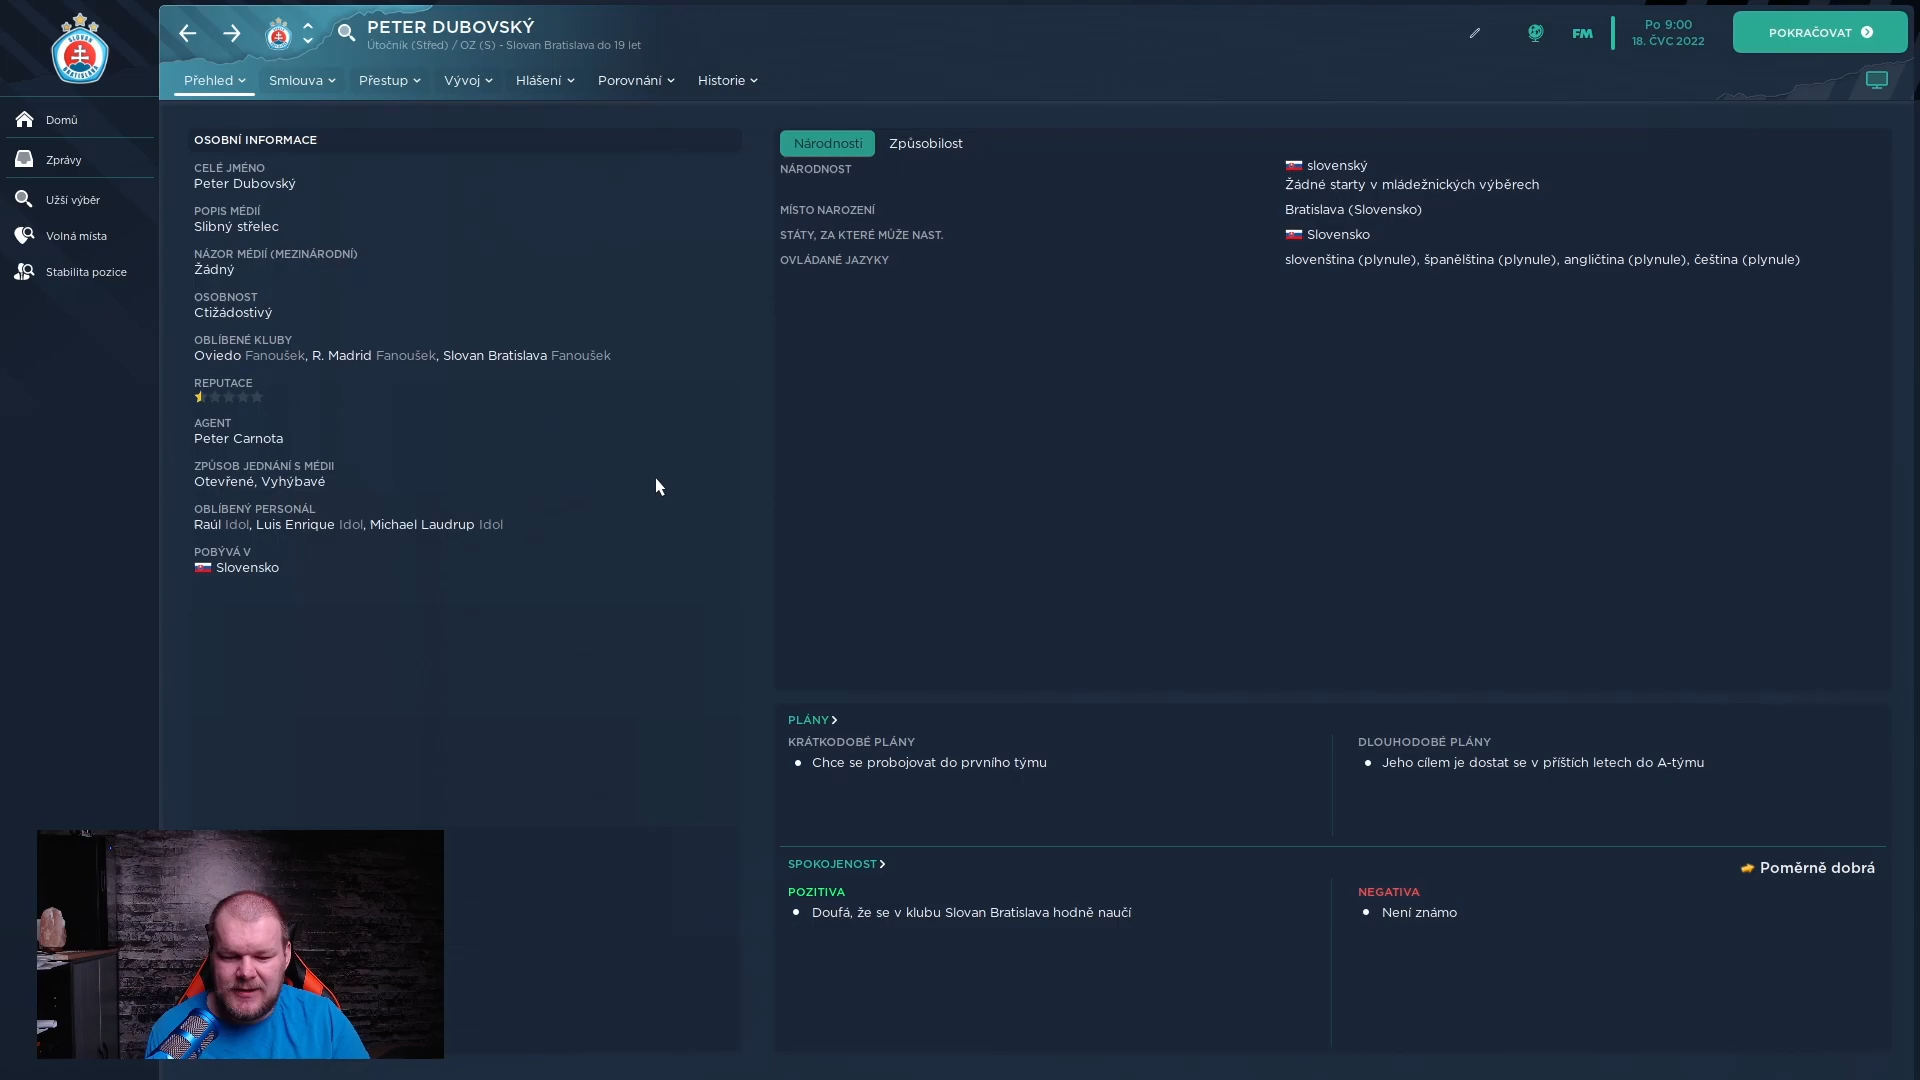 SLOVAN
BRATISLAVA
PETER DUBOVSKÝ
Útočník (Střed) / OZ (S) - Slovan Bratislava do 19 let
FM
Po 9:00
18. ČVC 2022
POKRAČOVAT
Přehled
Smlouva
Přestup
Vývoj
Hlášení
Porovnání
Historie
Domů
Zprávy
Užší výběr
Volná místa
Stabilita pozice
OSOBNÍ INFORMACE
CELÉ JMÉNO
Peter Dubovský
POPIS MÉDIÍ
Slibný střelec
NÁZOR MÉDIÍ (MEZINÁRODNÍ)
Žádný
OSOBNOST
Ctižádostivý
OBLÍBENÉ KLUBY
Oviedo Fanoušek, R. Madrid Fanoušek, Slovan Bratislava Fanoušek
REPUTACE
AGENT
Peter Carnota
ZPŮSOB JEDNÁNÍ S MÉDII
Otevřené, Vyhýbavé
OBLÍBENÝ PERSONÁL
Raúl Idol, Luis Enrique Idol, Michael Laudrup Idol
POBÝVÁ V
Slovensko
Národnosti
Způsobilost
NÁRODNOST
slovenský
Žádné starty v mládežnických výběrech
MÍSTO NAROZENÍ
Bratislava (Slovensko)
STÁTY, ZA KTERÉ MŮŽE NAST.
Slovensko
OVLÁDANÉ JAZYKY
slovenština (plynule), španělština (plynule), angličtina (plynule), čeština (plynule)
PLÁNY
KRÁTKODOBÉ PLÁNY
Chce se probojovat do prvního týmu
DLOUHODOBÉ PLÁNY
Jeho cílem je dostat se v příštích letech do A-týmu
SPOKOJENOST
Poměrně dobrá
POZITIVA
Doufá, že se v klubu Slovan Bratislava hodně naučí
NEGATIVA
Není známo